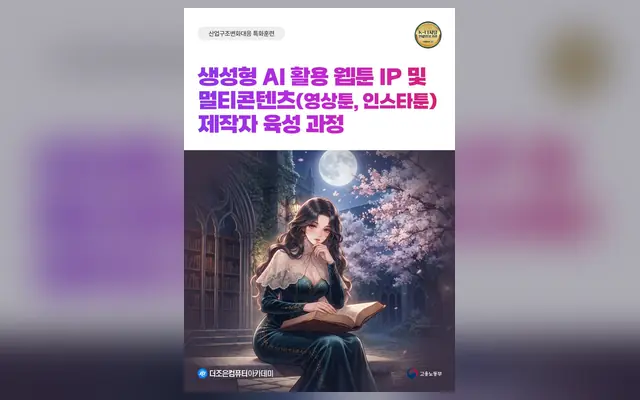 산업구조변화대응 특화훈련
생성형 AI 활용 웹툰 IP 및
멀티콘텐츠(영상툰, 인스타툰)
제작자 육성 과정
더조은컴퓨터아카데미
고용노동부